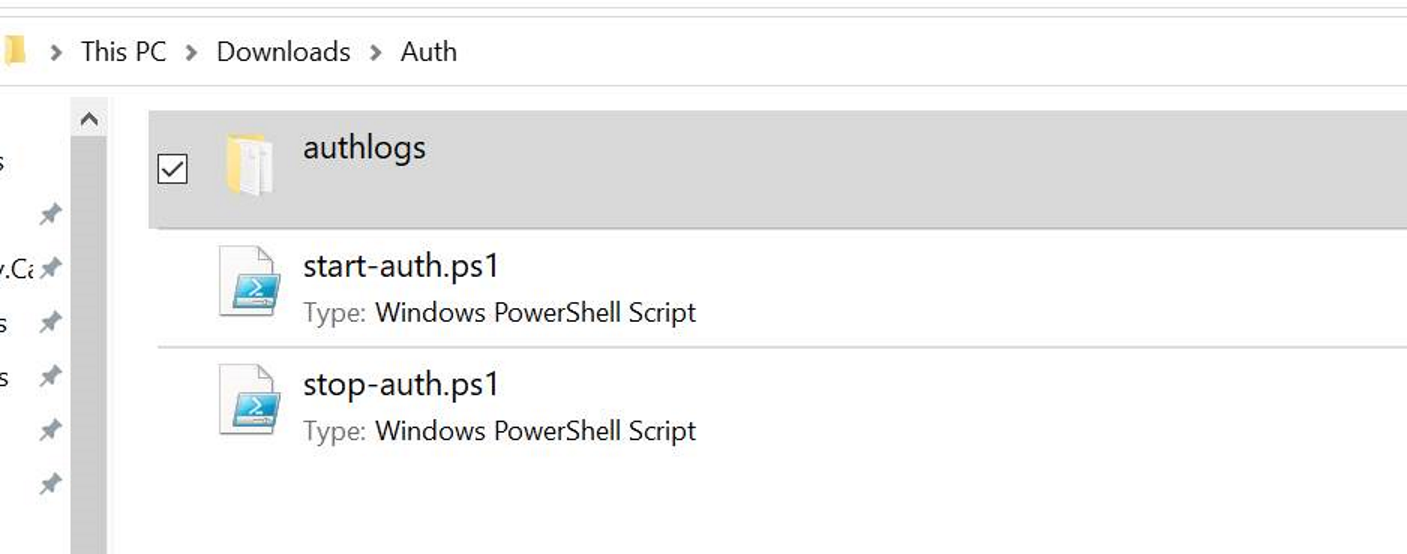 This PC > Downloads > Auth
authlogs
start-auth.ps1
Type: Windows PowerShell Script
stop-auth.ps1
Type: Windows PowerShell Script